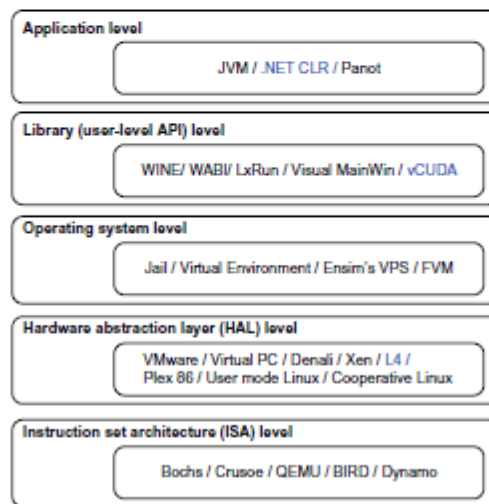 Application level
JVM / .NET CLR / Panot
Library (user-level API) level
WINE/ WABI/ LxRun / Visual MainWin / vCUDA
Operating system level
Jail / Virtual Environment / Ensim's VPS / FVM
Hardware abstraction layer (HAL) level
VMware / Virtual PC / Denali / Xen / L4 /
Plex 86 / User mode Linux / Cooperative Linux
Instruction set architecture (ISA) level
Bochs / Crusoe / QEMU / BIRD / Dynamo